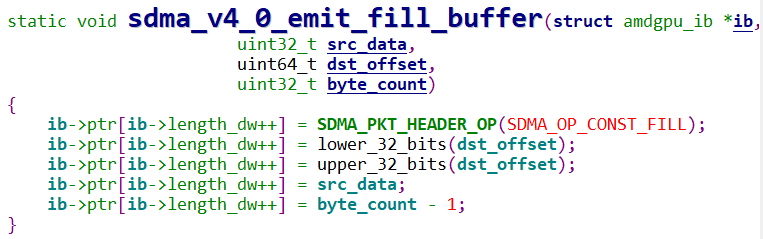 static void sdma_v4_0_emit_fill_buffer(struct amdgpu_ib *ib,
uint32_t src_data,
uint64_t dst_offset,
uint32_t byte_count)
{
ib->ptr[ib->length_dw++] = SDMA_PKT_HEADER_OP(SDMA_OP_CONST_FILL);
ib->ptr[ib->length_dw++] = lower_32_bits(dst_offset);
ib->ptr[ib->length_dw++] = upper_32_bits(dst_offset);
ib->ptr[ib->length_dw++] = src_data;
ib->ptr[ib->length_dw++] = byte_count - 1;
}